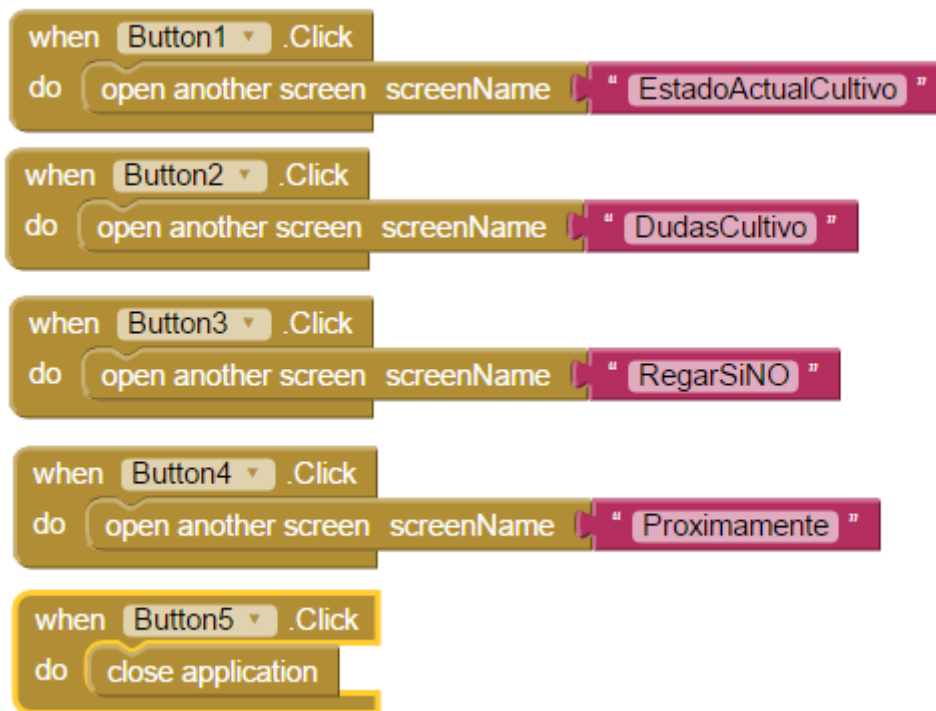 when Button1 .Click
do open another screen screenName " EstadoActualCultivo "
when Button2 .Click
do open another screen screenName " DudasCultivo "
when Button3 .Click
do open another screen screenName " RegarSiNO "
when Button4 .Click
do open another screen screenName " Proximamente "
when Button5 .Click
do close application